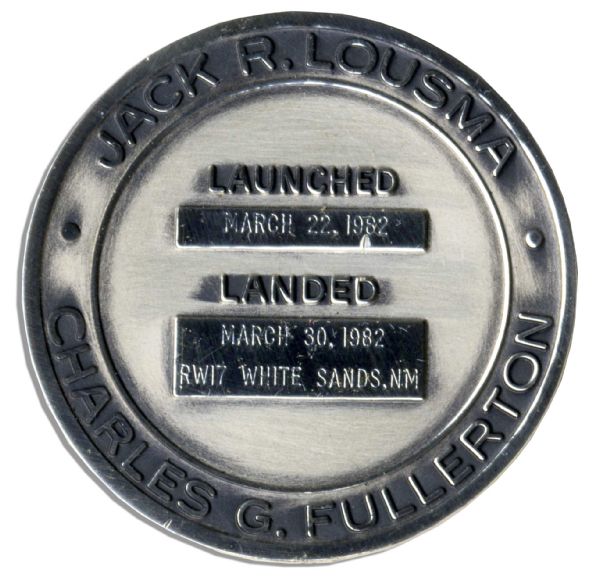 JACK R. LOUSMA
LAUNCHED
MARCH 22, 1982
LANDED
MARCH 30, 1982
RW17 WHITE SANDS, NM
CHARLES G. FULLERTON